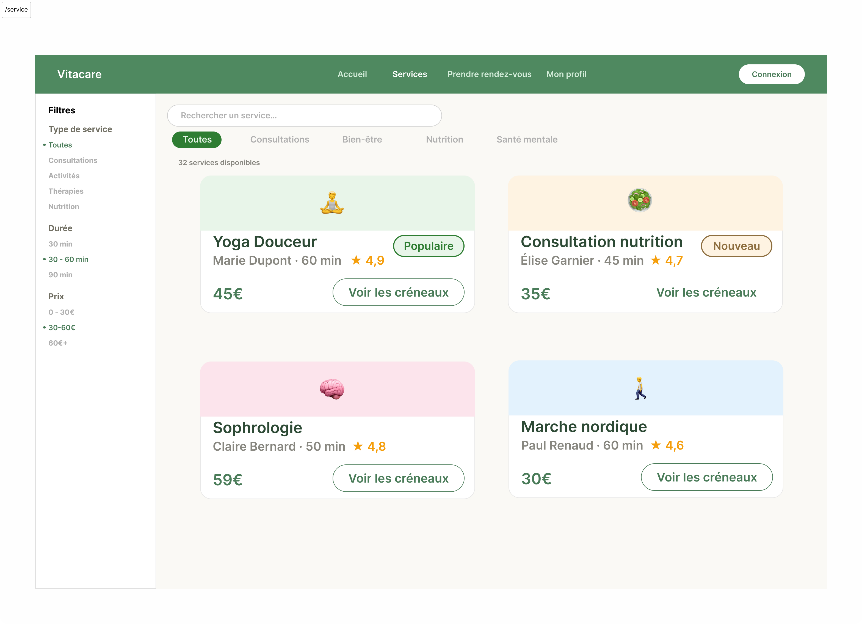 /service
Vitacare
Accueil Services Prendre rendez-vous Mon profil
Connexion
Filtres
Type de service
• Toutes
Consultations
Activités
Thérapies
Nutrition
Durée
30 min
• 30 - 60 min
90 min
Prix
0 - 30€
• 30-60€
60€+
Rechercher un service...
Toutes Consultations Bien-être Nutrition Santé mentale
32 services disponibles
Yoga Douceur
Populaire
Marie Dupont · 60 min ★ 4,9
45€
Voir les créneaux
Consultation nutrition
Nouveau
Élise Garnier · 45 min ★ 4,7
35€
Voir les créneaux
Sophrologie
Claire Bernard · 50 min ★ 4,8
59€
Voir les créneaux
Marche nordique
Paul Renaud · 60 min ★ 4,6
30€
Voir les créneaux